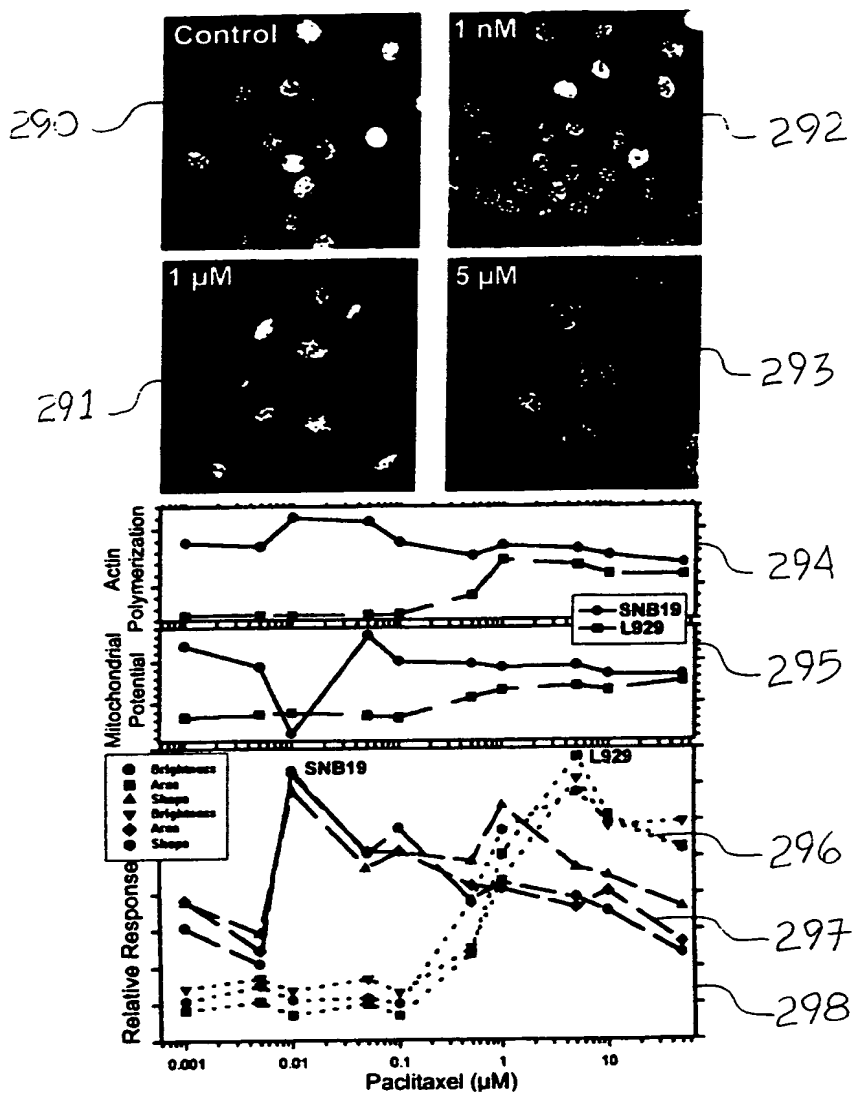 Control
1 nM
290
292
1 µM
5 µM
291
293
Actin
Polymerization
294
SNB19
L929
Mitochondrial
Potential
295
SNB19
L929
Brightness
Area
Shape
Brightness
Area
Shape
296
297
298
Relative Response
0.001 0.01 0.1 1 10
Paclitaxel (µM)